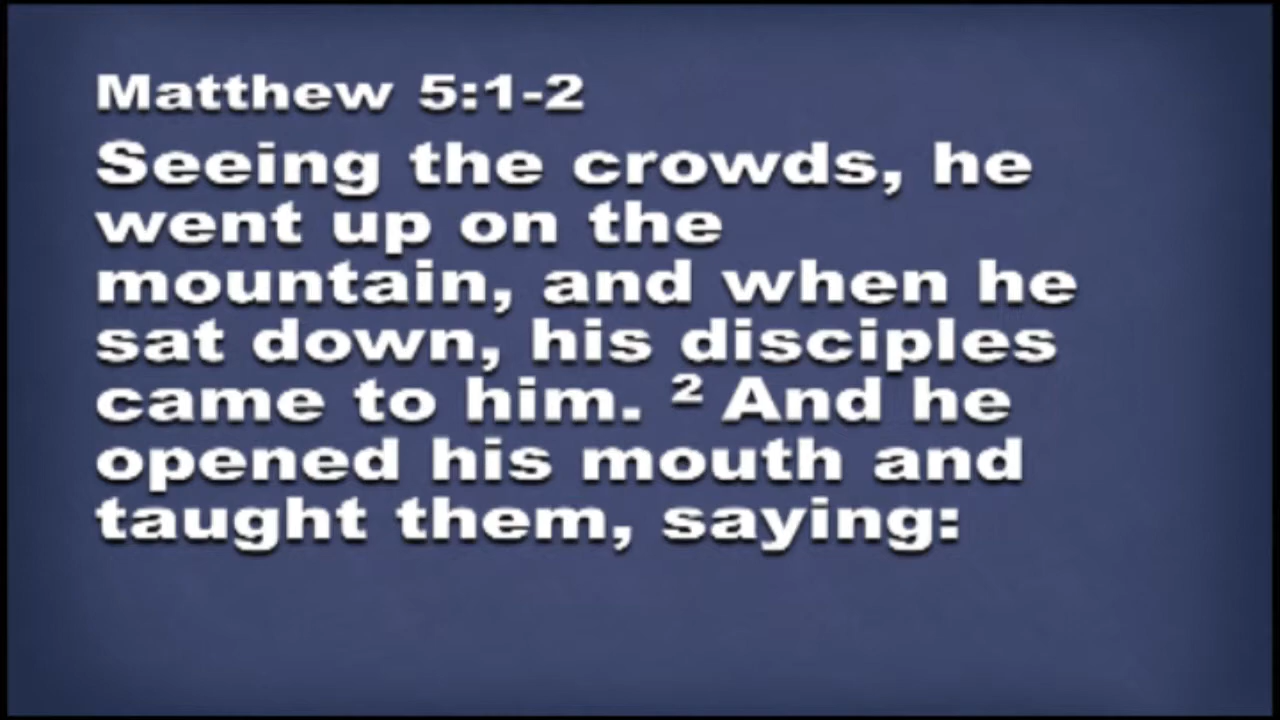 Matthew 5:1-2
Seeing the crowds, he
went up on the
mountain, and when he
sat down, his disciples
came to him. ² And he
opened his mouth and
taught them, saying: